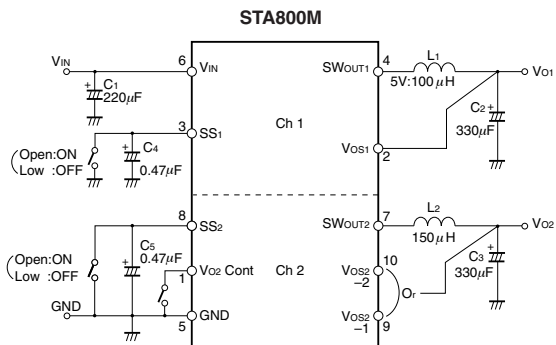 STA800M
VIN
6
VIN
SWOUT1
4
L1
VO1
5V:100μH
+
C1
220μF
Ch 1
C2
+
330μF
3
SS1
+
C4
0.47μF
(Open:ON
Low :OFF
VOS1
2
8
SS2
SWOUT2
7
L2
VO2
150μH
+
C5
0.47μF
(Open:ON
Low :OFF
1
VO2 Cont
Ch 2
VOS2
-2
10
Or
C3
+
330μF
GND
5
GND
VOS2
-1
9